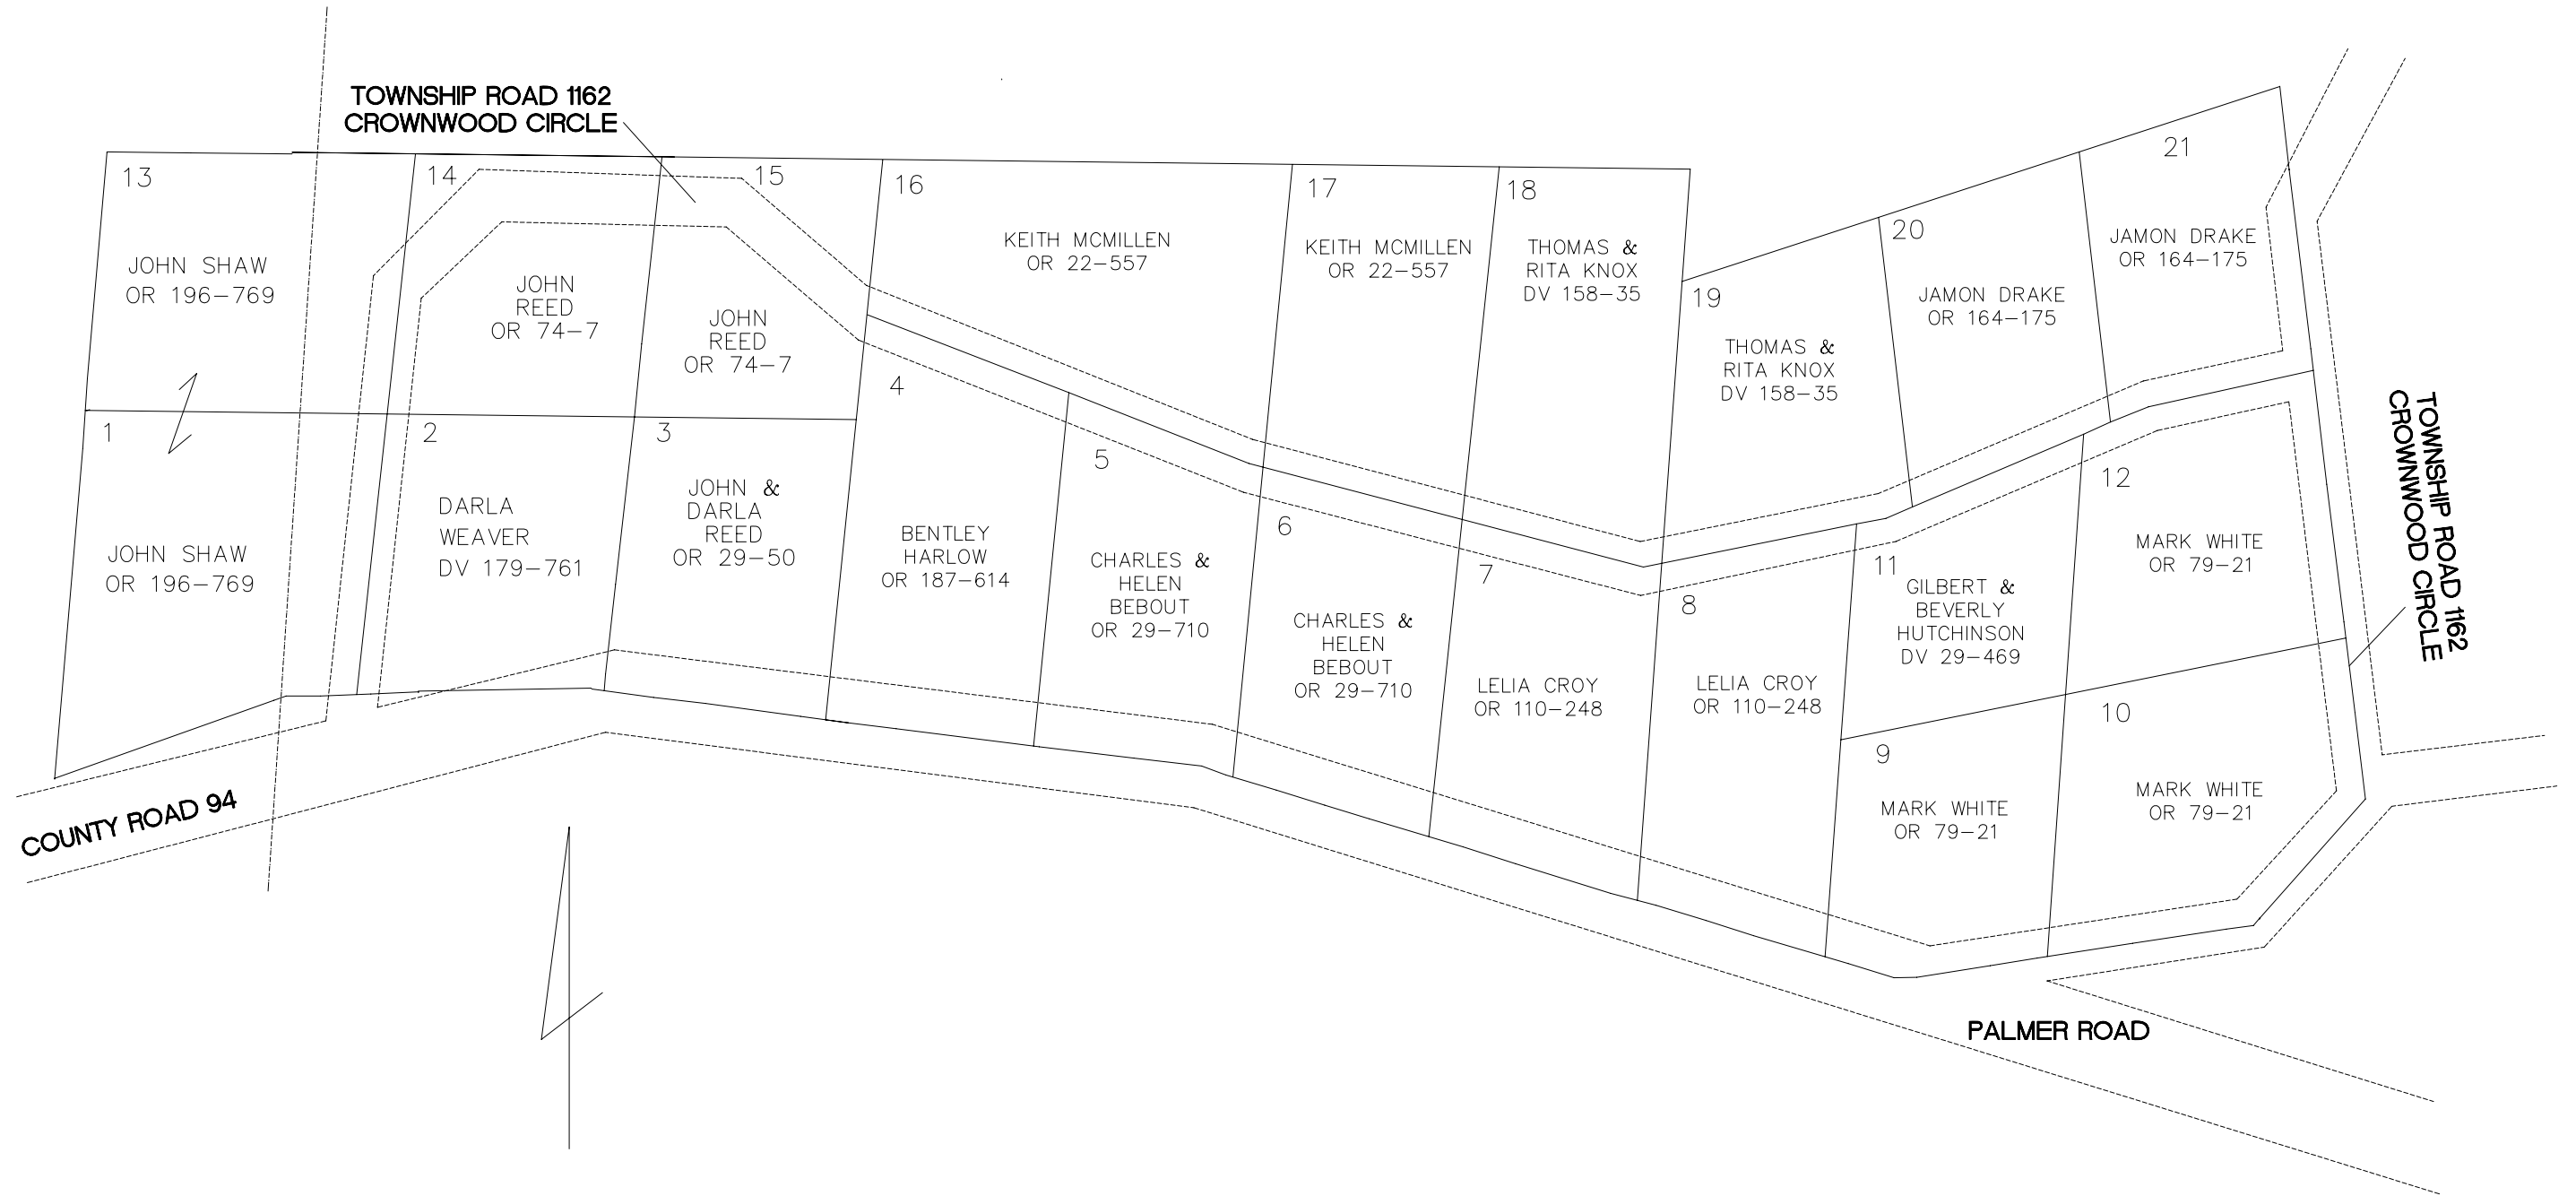 TOWNSHIP ROAD 1162
CROWNWOOD CIRCLE
13
JOHN SHAW
OR 196-769
14
JOHN
REED
OR 74-7
15
JOHN
REED
OR 74-7
16
KEITH MCMILLEN
OR 22-557
17
KEITH MCMILLEN
OR 22-557
18
THOMAS &
RITA KNOX
DV 158-35
19
THOMAS &
RITA KNOX
DV 158-35
20
JAMON DRAKE
OR 164-175
21
JAMON DRAKE
OR 164-175
1
JOHN SHAW
OR 196-769
2
DARLA
WEAVER
DV 179-761
3
JOHN &
DARLA
REED
OR 29-50
4
BENTLEY
HARLOW
OR 187-614
5
CHARLES &
HELEN
BEBOUT
OR 29-710
6
CHARLES &
HELEN
BEBOUT
OR 29-710
7
LELIA CROY
OR 110-248
8
LELIA CROY
OR 110-248
11
GILBERT &
BEVERLY
HUTCHINSON
DV 29-469
12
MARK WHITE
OR 79-21
9
MARK WHITE
OR 79-21
10
MARK WHITE
OR 79-21
TOWNSHIP ROAD 1162
CROWNWOOD CIRCLE
COUNTY ROAD 94
PALMER ROAD